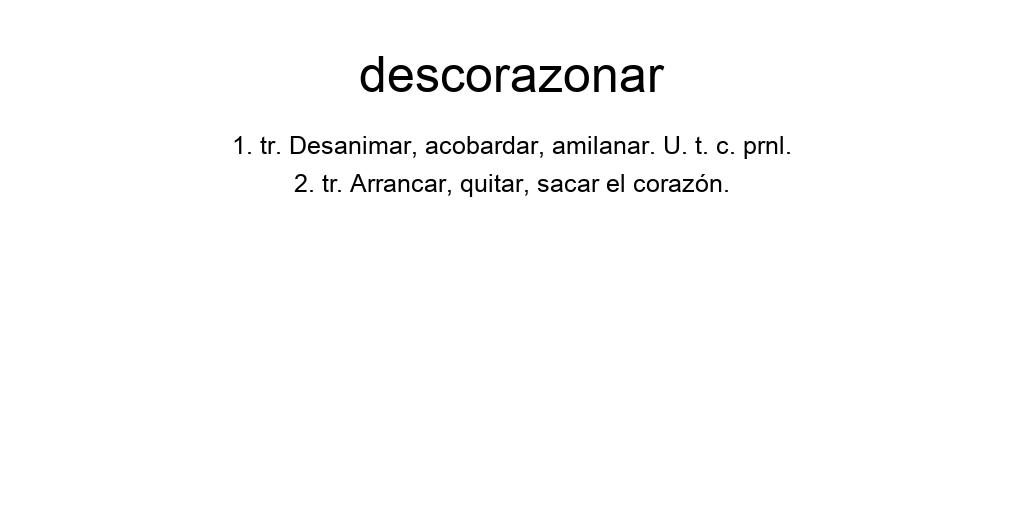 descorazonar
1. tr. Desanimar, acobardar, amilanar. U. t. c. prnl.
2. tr. Arrancar, quitar, sacar el corazón.